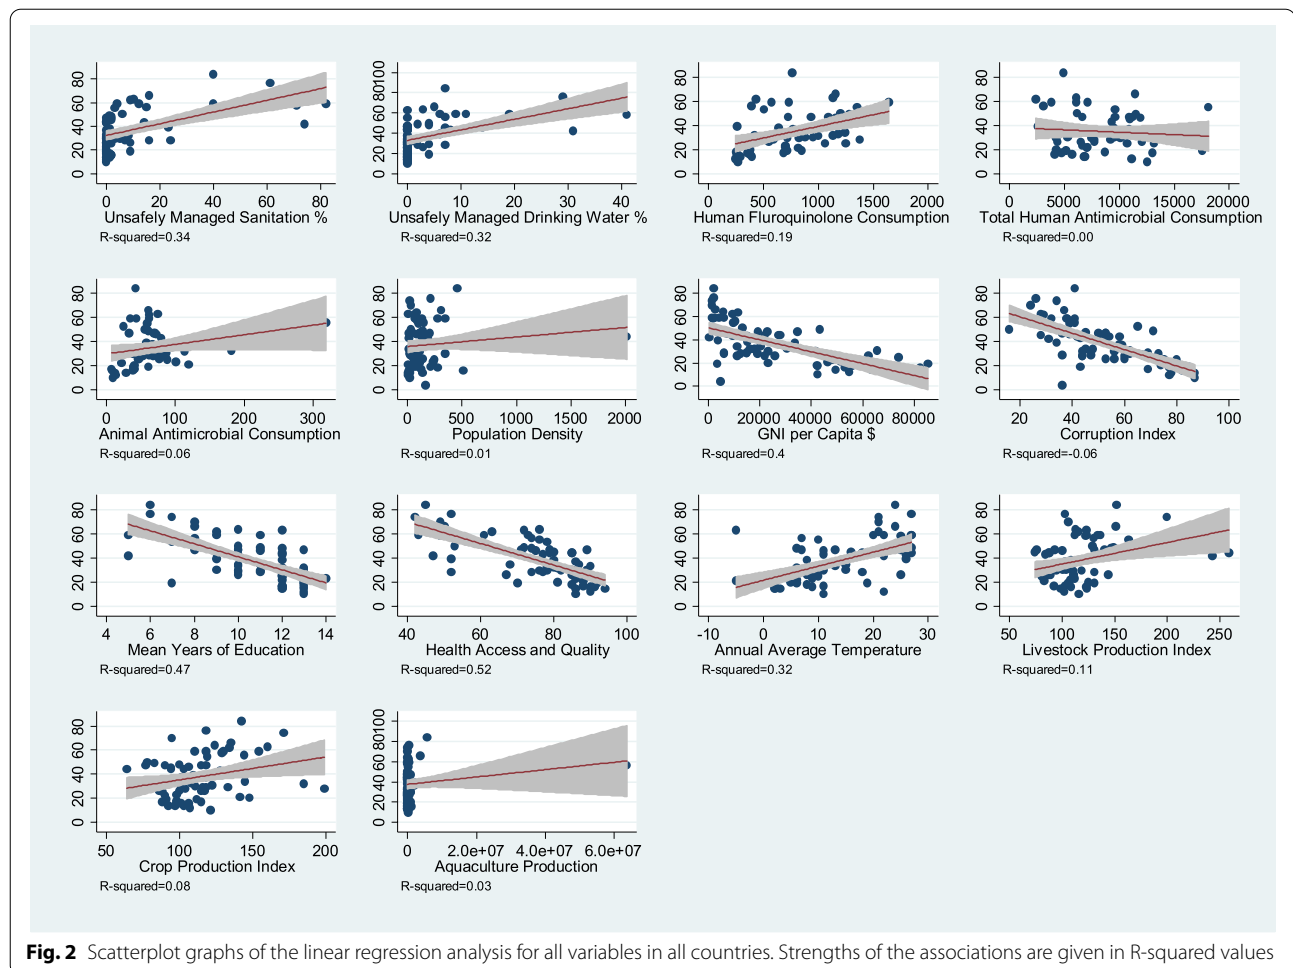 80
60
40
20
0
0 20 40 60 80
Unsafely Managed Sanitation %
R-squared=0.34
100
80
60
40
20
0
0 10 20 30 40
Unsafely Managed Drinking Water %
R-squared=0.32
80
60
40
20
0
0 500 1000 1500 2000
Human Fluroquinolone Consumption
R-squared=0.19
80
60
40
20
0
0 5000 10000 15000 20000
Total Human Antimicrobial Consumption
R-squared=0.00
80
60
40
20
0
0 100 200 300
Animal Antimicrobial Consumption
R-squared=0.06
80
60
40
20
0
0 500 1000 1500 2000
Population Density
R-squared=0.01
80
60
40
20
0
0 20000 40000 60000 80000
GNI per Capita $
R-squared=0.4
80
60
40
20
0
20 40 60 80 100
Corruption Index
R-squared=-0.06
80
60
40
20
0
4 6 8 10 12 14
Mean Years of Education
R-squared=0.47
80
60
40
20
0
40 60 80 100
Health Access and Quality
R-squared=0.52
80
60
40
20
0
-10 0 10 20 30
Annual Average Temperature
R-squared=0.32
80
60
40
20
0
50 100 150 200 250
Livestock Production Index
R-squared=0.11
80
60
40
20
0
50 100 150 200
Crop Production Index
R-squared=0.08
100
80
60
40
20
0
0 2.0e+07 4.0e+07 6.0e+07
Aquaculture Production
R-squared=0.03
Fig. 2 Scatterplot graphs of the linear regression analysis for all variables in all countries. Strengths of the associations are given in R-squared values